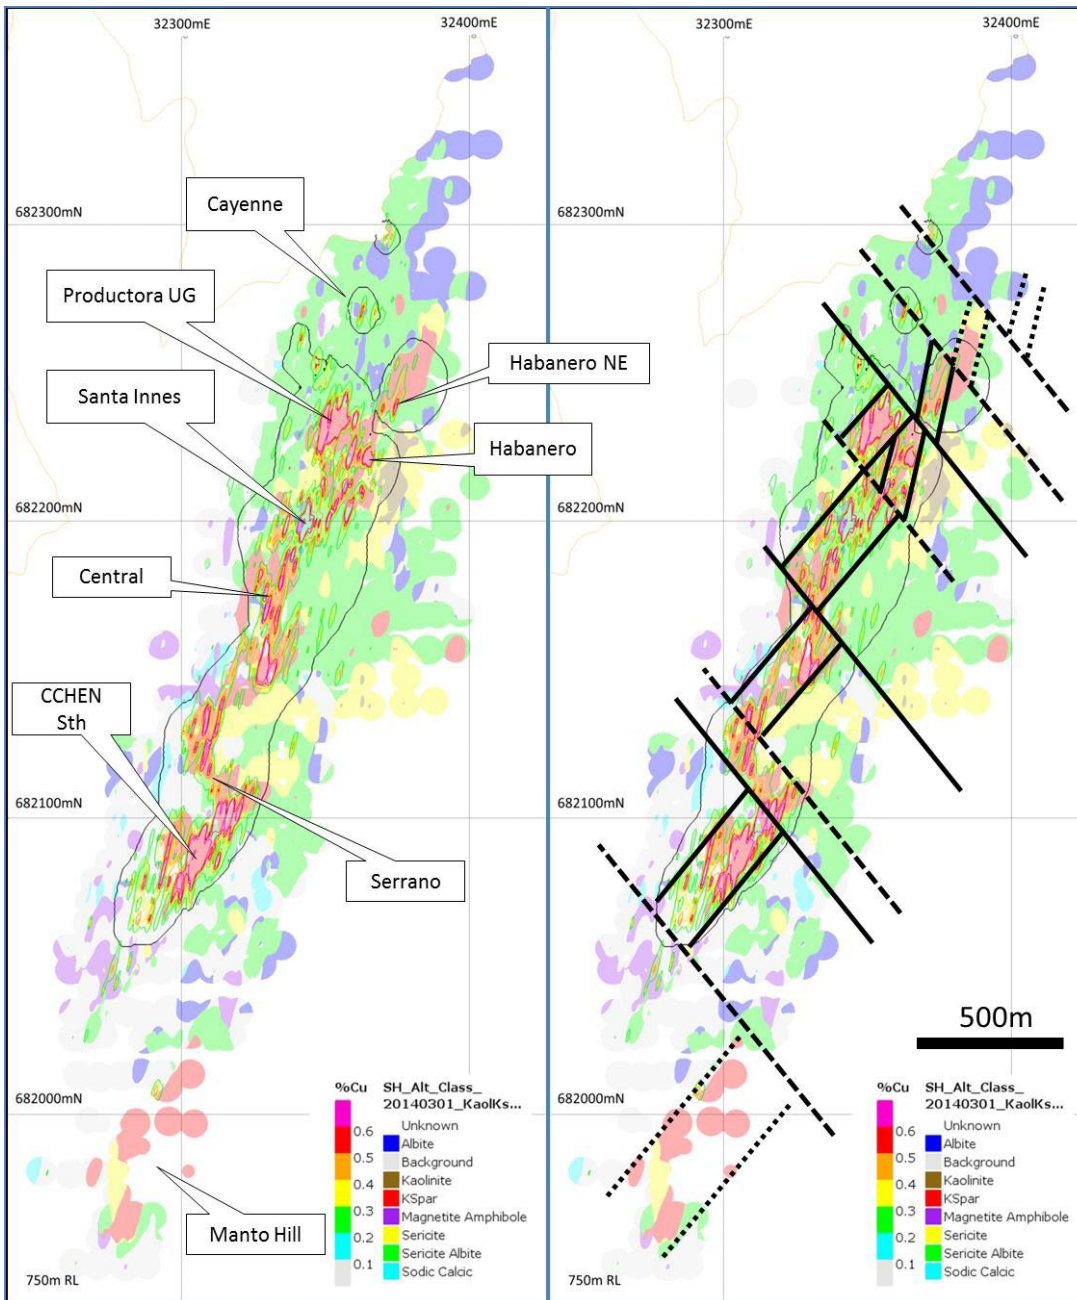 32300mE
32400mE
32300mE
32400mE
682300mN
682300mN
682200mN
682200mN
682100mN
682100mN
682000mN
682000mN
Cayenne
Productora UG
Santa Innes
Habanero NE
Habanero
Central
CCHEN
Sth
Serrano
Manto Hill
500m
%Cu
0.6
0.5
0.4
0.3
0.2
0.1
SH_Alt_Class_
20140301_KaolKs...
Unknown
Albite
Background
Kaolinite
KSpar
Magnetite Amphibole
Sericite
Sericite Albite
Sodic Calcic
%Cu
0.6
0.5
0.4
0.3
0.2
0.1
SH_Alt_Class_
20140301_KaolKs...
Unknown
Albite
Background
Kaolinite
KSpar
Magnetite Amphibole
Sericite
Sericite Albite
Sodic Calcic
750m RL
750m RL